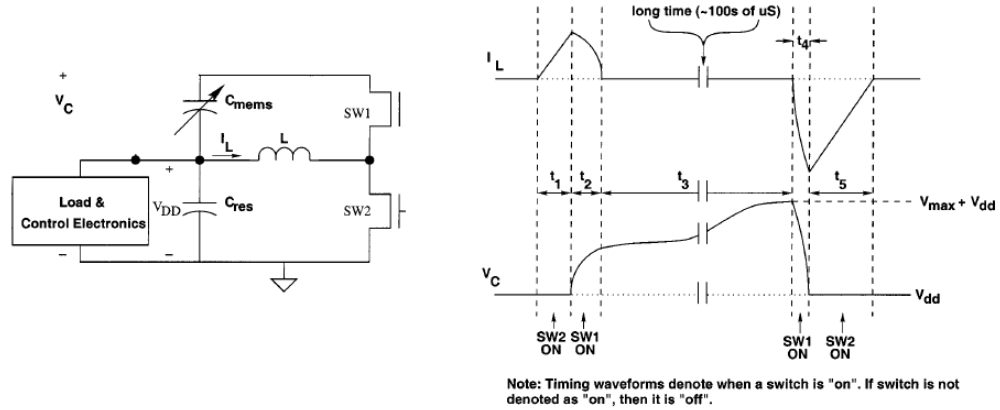 +
V_C
−
C_mems
SW1
I_L
L
+
V_DD
−
C_res
SW2
Load &
Control Electronics
long time (~100s of uS)
t_4
I_L
t_1
t_2
t_3
t_5
V_max + V_dd
V_C
V_dd
SW2
ON
SW1
ON
SW1
ON
SW2
ON
Note: Timing waveforms denote when a switch is "on". If switch is not
denoted as "on", then it is "off".